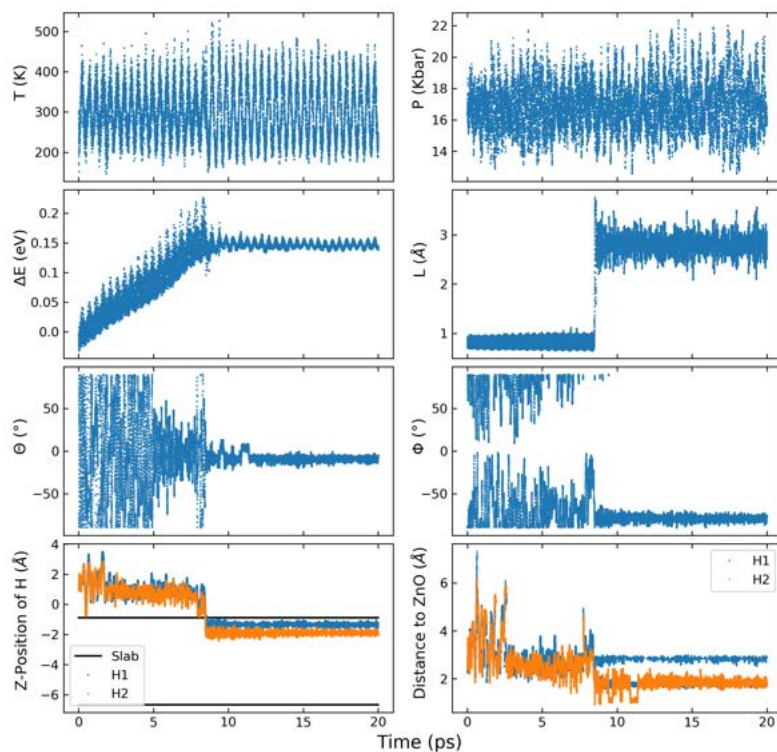 500
400
300
200
T (K)
22
20
18
16
14
P (Kbar)
0.2
0.15
0.10
0.05
0.0
ΔE (eV)
3
2
1
L (Å)
50
0
−50
Θ (°)
50
0
−50
Φ (°)
4
2
0
−2
−4
−6
Z-Position of H (Å)
Slab
H1
H2
0 5 10 15 20
6
4
2
Distance to ZnO (Å)
H1
H2
0 5 10 15 20
Time (ps)